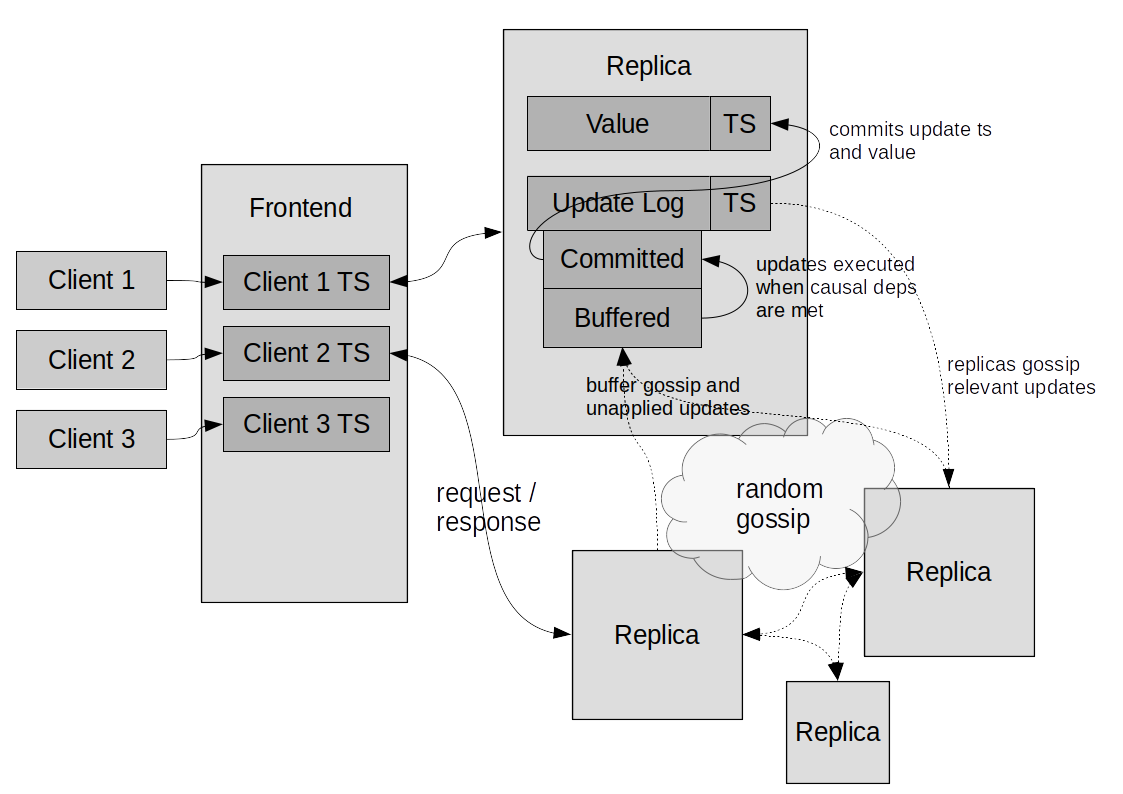 Replica
Value
TS
commits update ts
and value
Update Log
TS
Frontend
Committed
Buffered
updates executed
when causal deps
are met
Client 1
Client 1 TS
Client 2
Client 2 TS
Client 3
Client 3 TS
buffer gossip and
unapplied updates
replicas gossip
relevant updates
request /
response
random
gossip
Replica
Replica
Replica